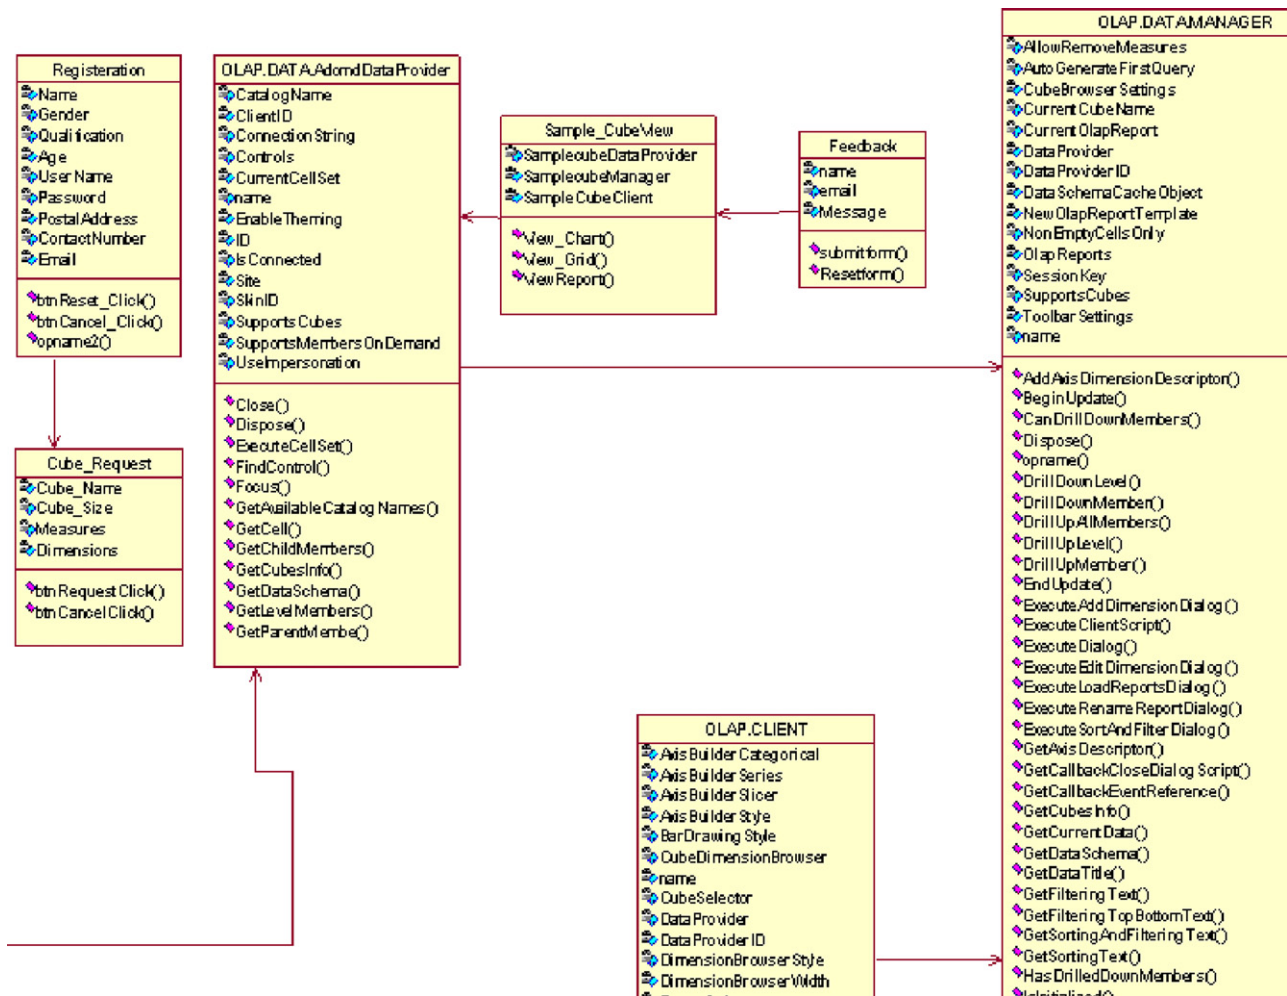 Registeration
Name
Gender
Qualification
Age
User Name
Password
PostalAddress
ContactNumber
Email
btnReset_Click()
btnCancel_Click()
opname2()
Cube_Request
Cube_Name
Cube_Size
Measures
Dimensions
btnRequestClick()
btnCancelClick()
OLAP.DATA.AdomdDataProvider
CatalogName
ClientID
ConnectionString
Controls
CurrentCellSet
name
EnableTheming
ID
IsConnected
Site
SkinID
SupportsCubes
SupportsMembersOnDemand
UseImpersonation
Close()
Dispose()
ExecuteCellSet()
FindControl()
Focus()
GetAvailableCatalogNames()
GetCell()
GetChildMembers()
GetCubesInfo()
GetDataSchema()
GetLevelMembers()
GetParentMembe()
Sample_CubeView
SamplecubeDataProvider
SamplecubeManager
SampleCubeClient
View_Chart()
View_Grid()
ViewReport()
Feedback
name
email
Message
submitform()
Resetform()
OLAP.CLIENT
AxisBuilderCategorical
AxisBuilderSeries
AxisBuilderSlicer
AxisBuilderStyle
BarDrawingStyle
CubeDimensionBrowser
name
CubeSelector
DataProvider
DataProviderID
DimensionBrowserStyle
DimensionBrowserWidth
OLAP.DATAMANAGER
AllowRemoveMeasures
AutoGenerateFirstQuery
CubeBrowserSettings
CurrentCubeName
CurrentOlapReport
DataProvider
DataProviderID
DataSchemaCacheObject
NewOlapReportTemplate
NonEmptyCellsOnly
OlapReports
SessionKey
SupportsCubes
ToolbarSettings
name
AddAxisDimensionDescriptor()
BeginUpdate()
CanDrillDownMembers()
Dispose()
opname()
DrillDownLevel()
DrillDownMember()
DrillUpAllMembers()
DrillUpLevel()
DrillUpMember()
EndUpdate()
ExecuteAddDimensionDialog()
ExecuteClientScript()
ExecuteDialog()
ExecuteEditDimensionDialog()
ExecuteLoadReportsDialog()
ExecuteRenameReportDialog()
ExecuteSortAndFilterDialog()
GetAxisDescriptor()
GetCallbackCloseDialogScript()
GetCallbackEventReference()
GetCubesInfo()
GetCurrentData()
GetDataSchema()
GetDataTitle()
GetFilteringText()
GetFilteringTopBottomText()
GetSortingAndFilteringText()
GetSortingText()
HasDrilledDownMembers()